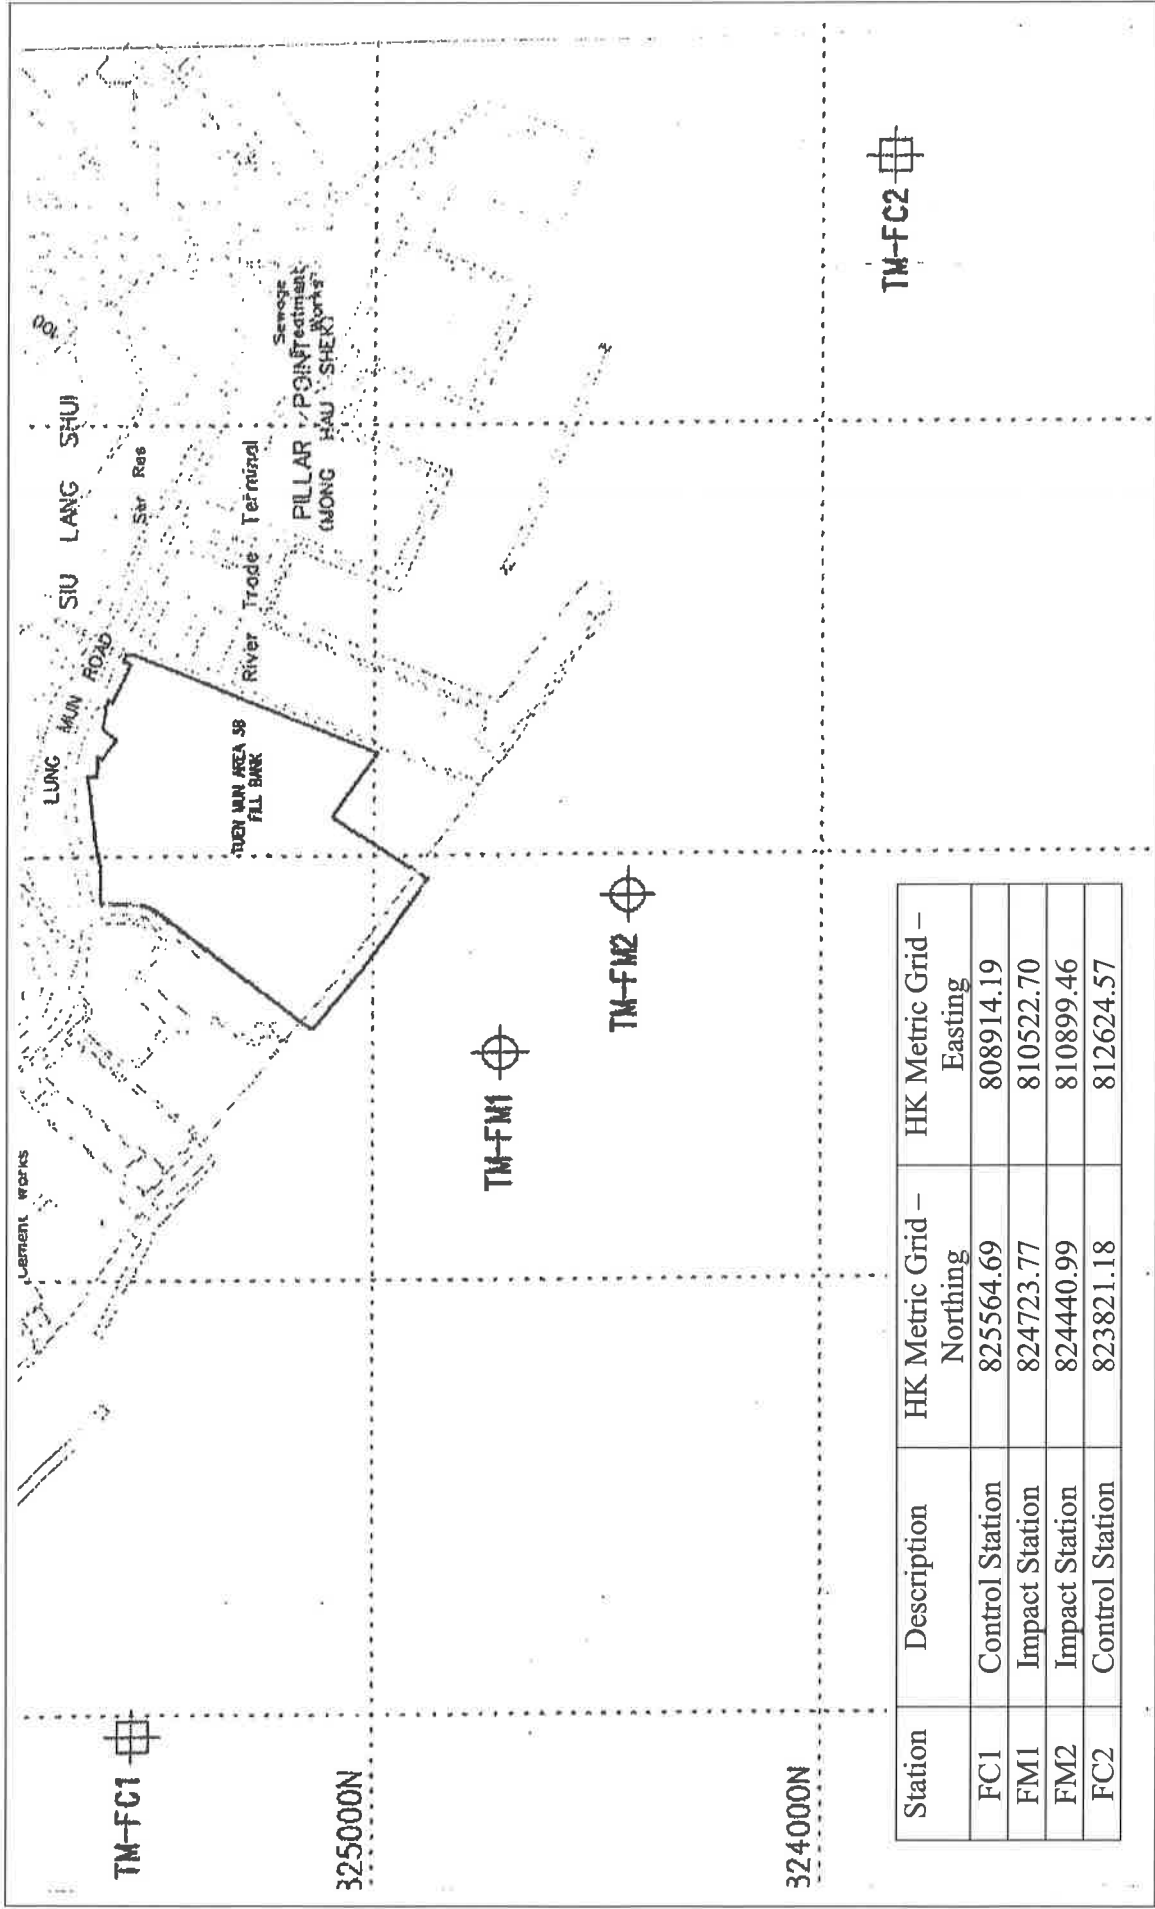 Cement works
LUNG MUN ROAD
SIU LANG SHUI
100
Ser Res
River Trade Terminal
Sewage
Treatment
Works
PILLAR POINT
(MONG HAU SHEK)
TUEN MUN AREA 38
FILL BANK
TM-FC1
TM-FM1
TM-FM2
TM-FC2
325000N
324000N
Station Description HK Metric Grid – Northing HK Metric Grid – Easting
FC1 Control Station 825564.69 808914.19
FM1 Impact Station 824723.77 810522.70
FM2 Impact Station 824440.99 810899.46
FC2 Control Station 823821.18 812624.57